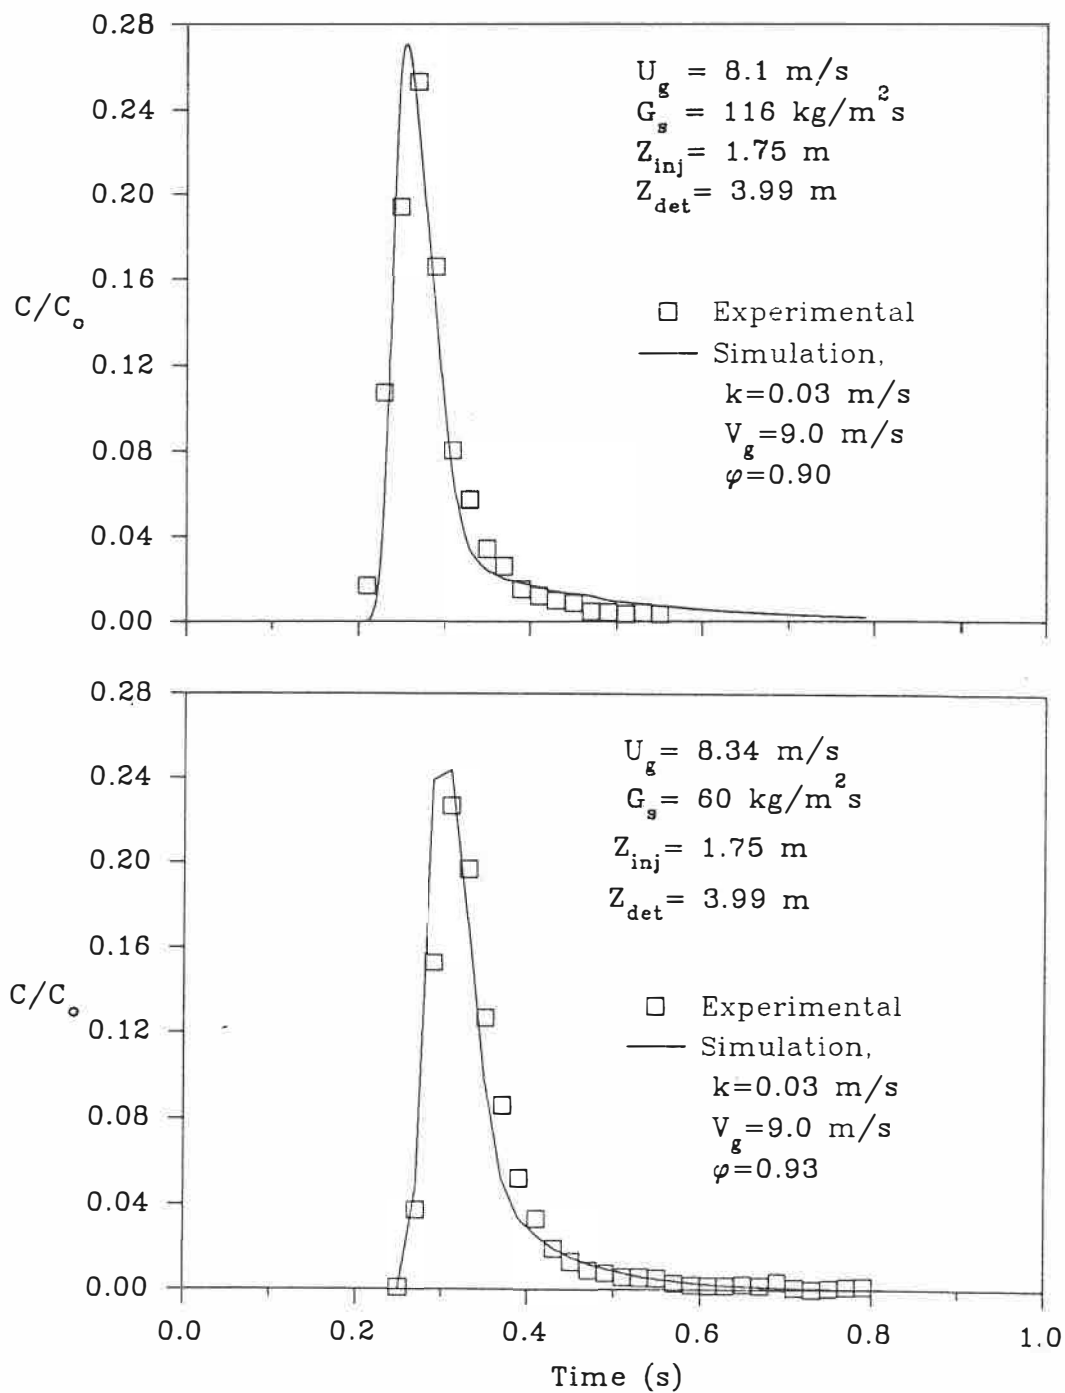 0.28
0.24
0.20
0.16
C/C₀
0.12
0.08
0.04
0.00
U_g = 8.1 m/s
G_s = 116 kg/m²s
Z_inj= 1.75 m
Z_det= 3.99 m
Experimental
Simulation,
k=0.03 m/s
V_g=9.0 m/s
φ=0.90
0.28
0.24
0.20
0.16
C/C₀
0.12
0.08
0.04
0.00
U_g= 8.34 m/s
G_s= 60 kg/m²s
Z_inj= 1.75 m
Z_det= 3.99 m
Experimental
Simulation,
k=0.03 m/s
V_g=9.0 m/s
φ=0.93
0.0 0.2 0.4 0.6 0.8 1.0
Time (s)